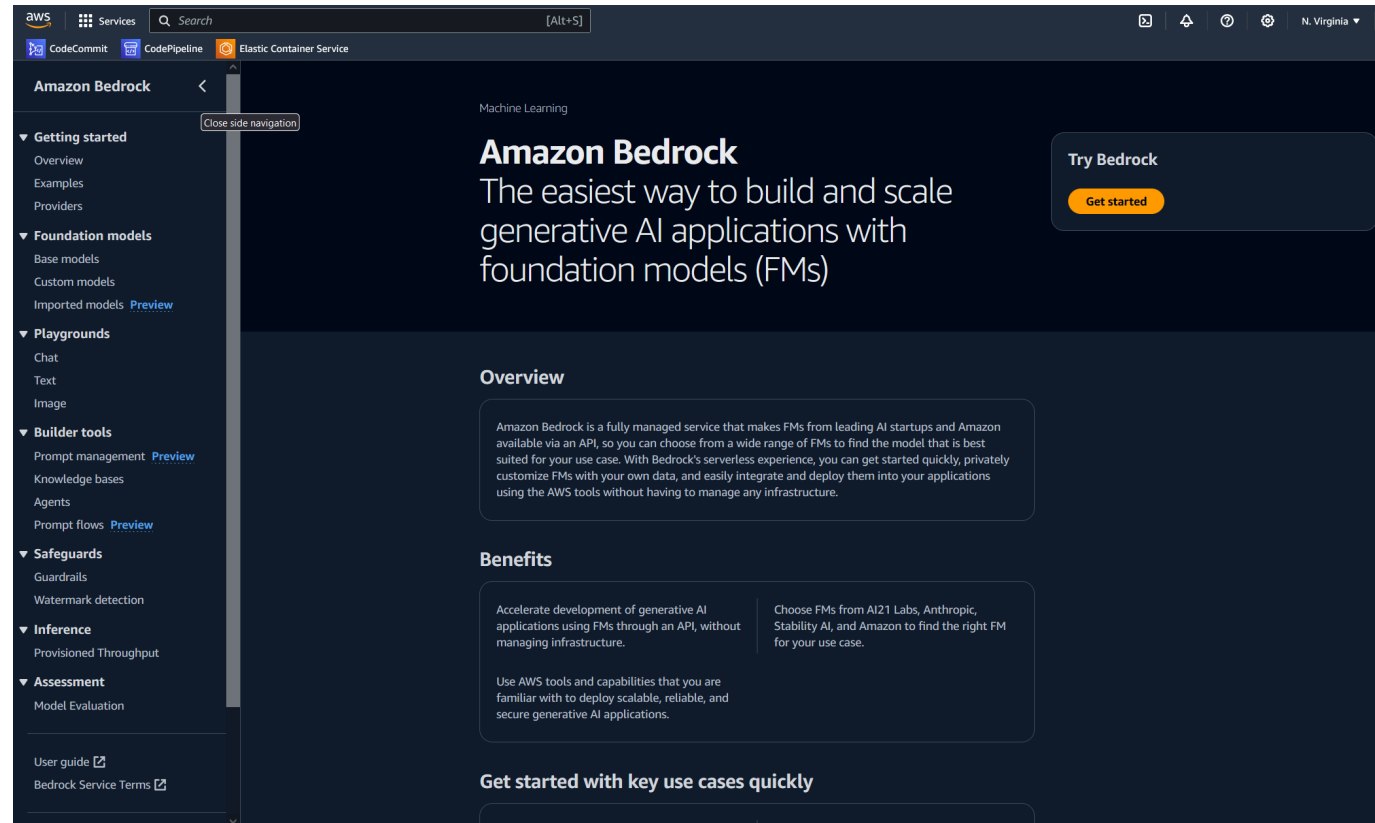 aws
Services
Search
[Alt+S]
N. Virginia
CodeCommit
CodePipeline
Elastic Container Service
Amazon Bedrock
Close side navigation
Getting started
Overview
Examples
Providers
Foundation models
Base models
Custom models
Imported models Preview
Playgrounds
Chat
Text
Image
Builder tools
Prompt management Preview
Knowledge bases
Agents
Prompt flows Preview
Safeguards
Guardrails
Watermark detection
Inference
Provisioned Throughput
Assessment
Model Evaluation
User guide
Bedrock Service Terms
Machine Learning
Amazon Bedrock
The easiest way to build and scale
generative AI applications with
foundation models (FMs)
Try Bedrock
Get started
Overview
Amazon Bedrock is a fully managed service that makes FMs from leading AI startups and Amazon
available via an API, so you can choose from a wide range of FMs to find the model that is best
suited for your use case. With Bedrock's serverless experience, you can get started quickly, privately
customize FMs with your own data, and easily integrate and deploy them into your applications
using the AWS tools without having to manage any infrastructure.
Benefits
Accelerate development of generative AI
applications using FMs through an API, without
managing infrastructure.
Choose FMs from AI21 Labs, Anthropic,
Stability AI, and Amazon to find the right FM
for your use case.
Use AWS tools and capabilities that you are
familiar with to deploy scalable, reliable, and
secure generative AI applications.
Get started with key use cases quickly